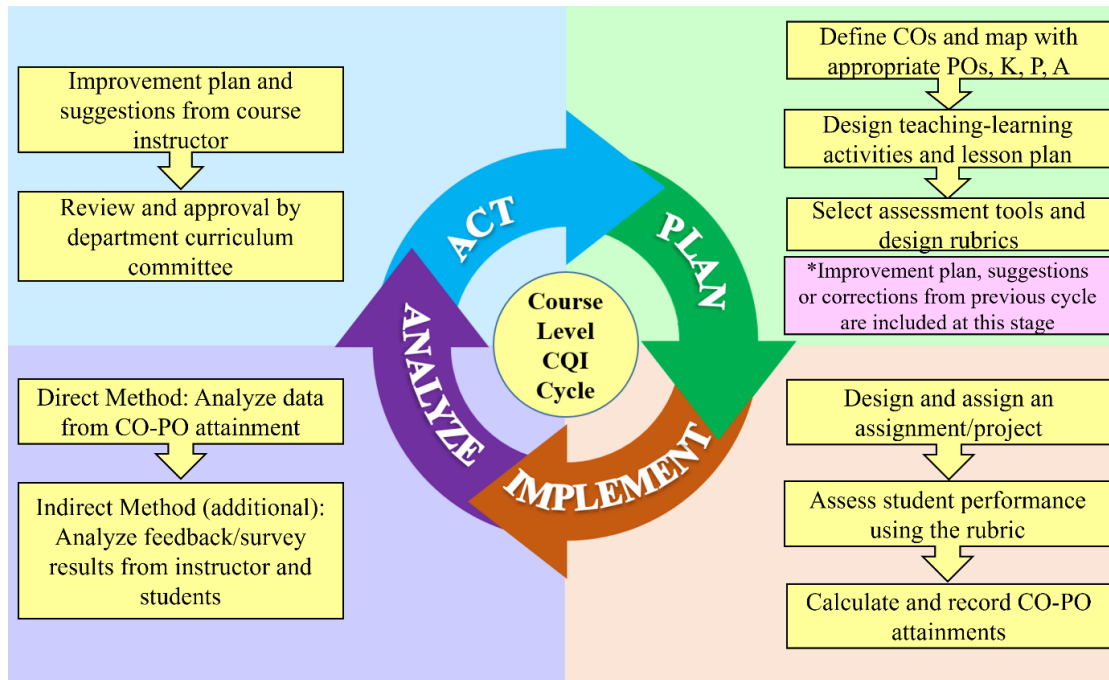 Improvement plan and
suggestions from course
instructor
Review and approval by
department curriculum
committee
Define COs and map with
appropriate POs, K, P, A
Design teaching-learning
activities and lesson plan
Select assessment tools and
design rubrics
*Improvement plan, suggestions
or corrections from previous cycle
are included at this stage
ACT
PLAN
ANALYZE
IMPLEMENT
Course
Level
CQI
Cycle
Direct Method: Analyze data
from CO-PO attainment
Indirect Method (additional):
Analyze feedback/survey
results from instructor and
students
Design and assign an
assignment/project
Assess student performance
using the rubric
Calculate and record CO-PO
attainments